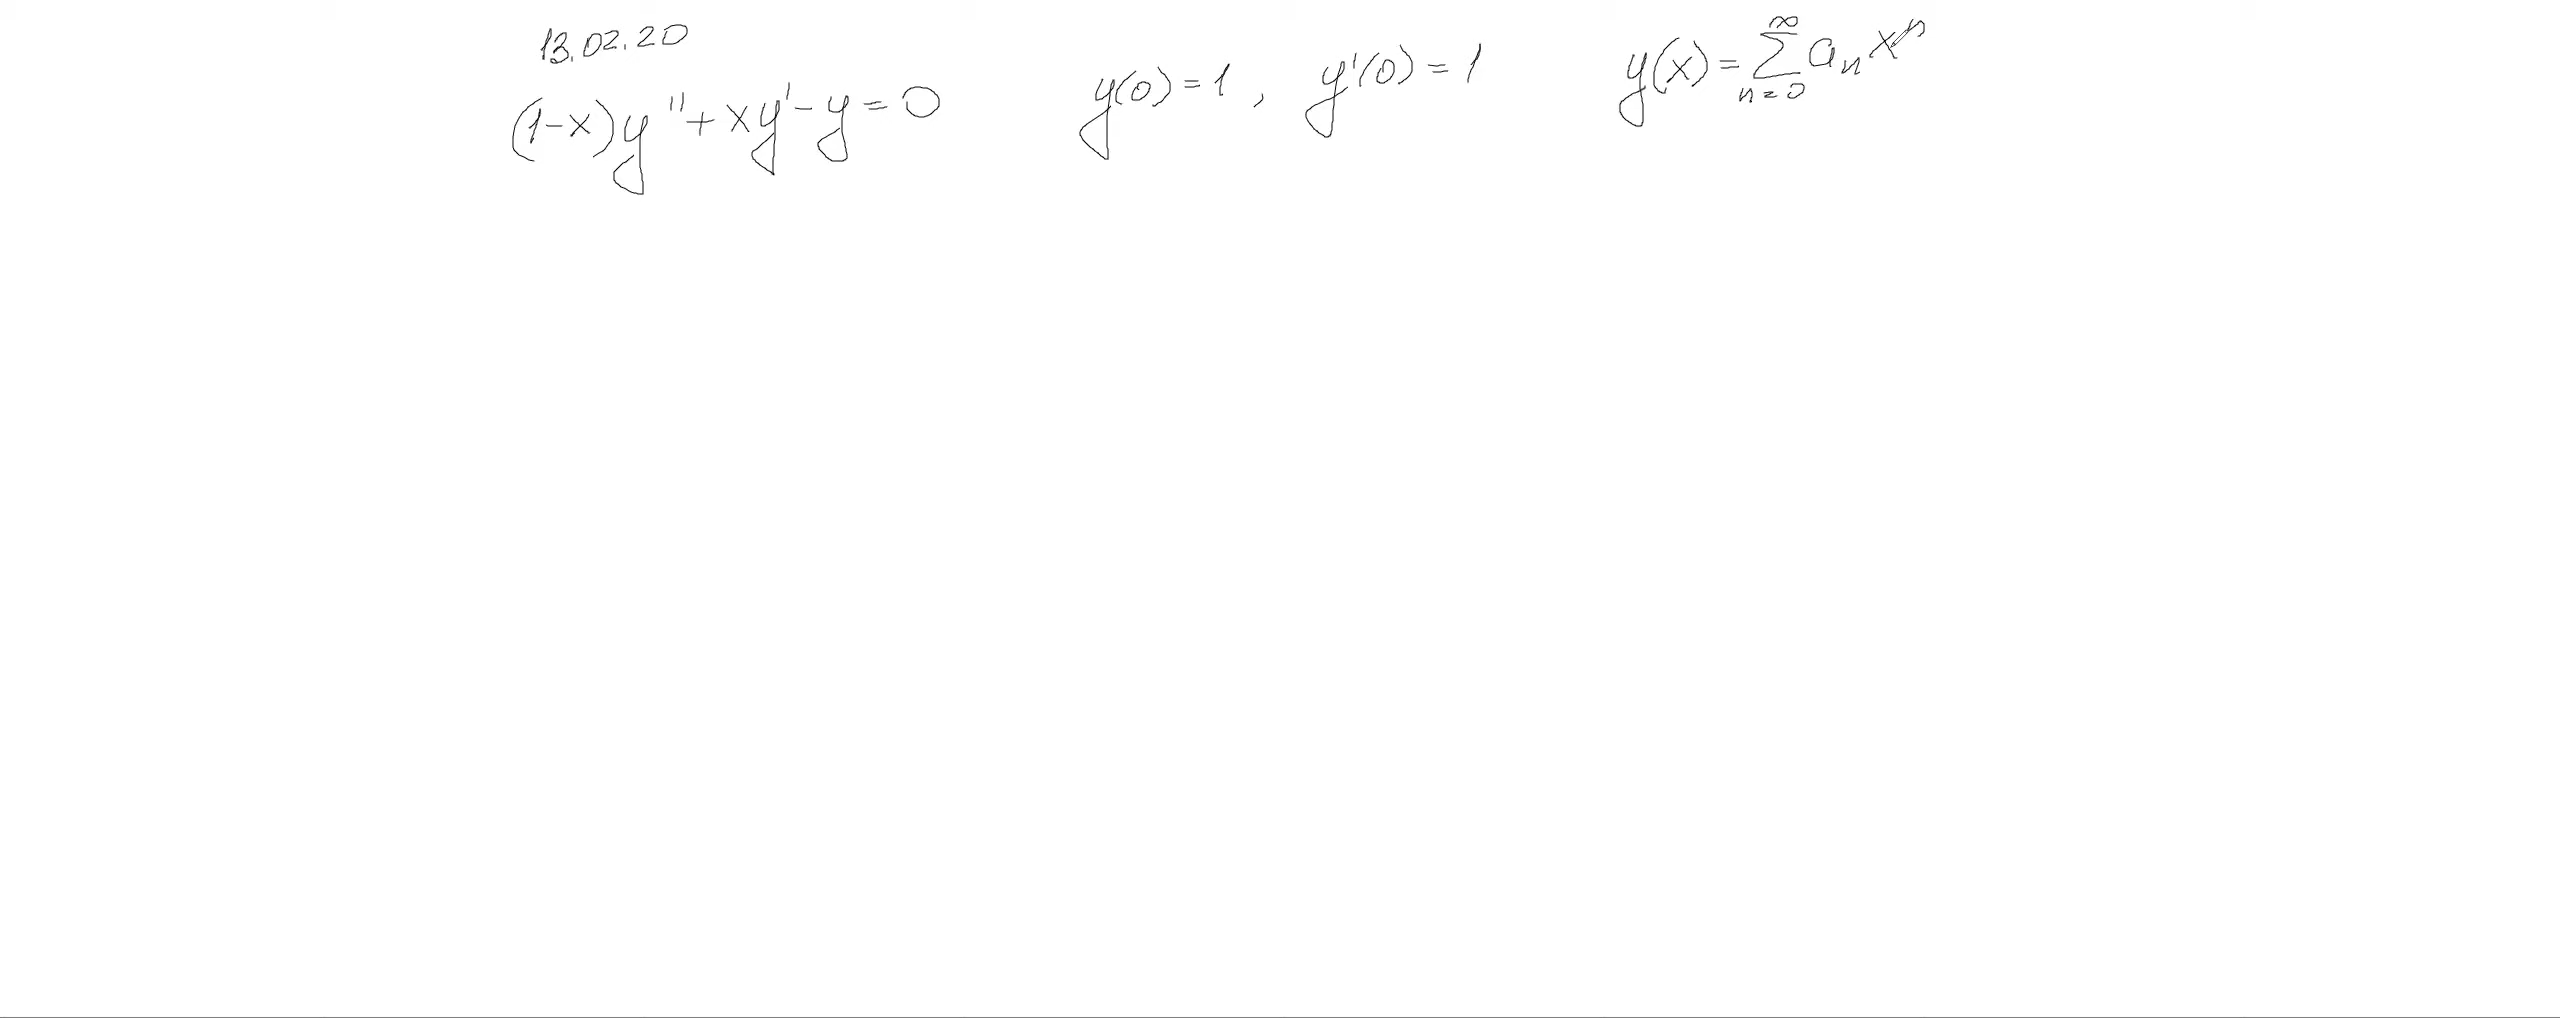 13.02.20
(1-x)y'' + xy' - y = 0    y(0) = 1 ,  y'(0) = 1    y(x) = ∑_{n=0}^{∞} a_n x^n